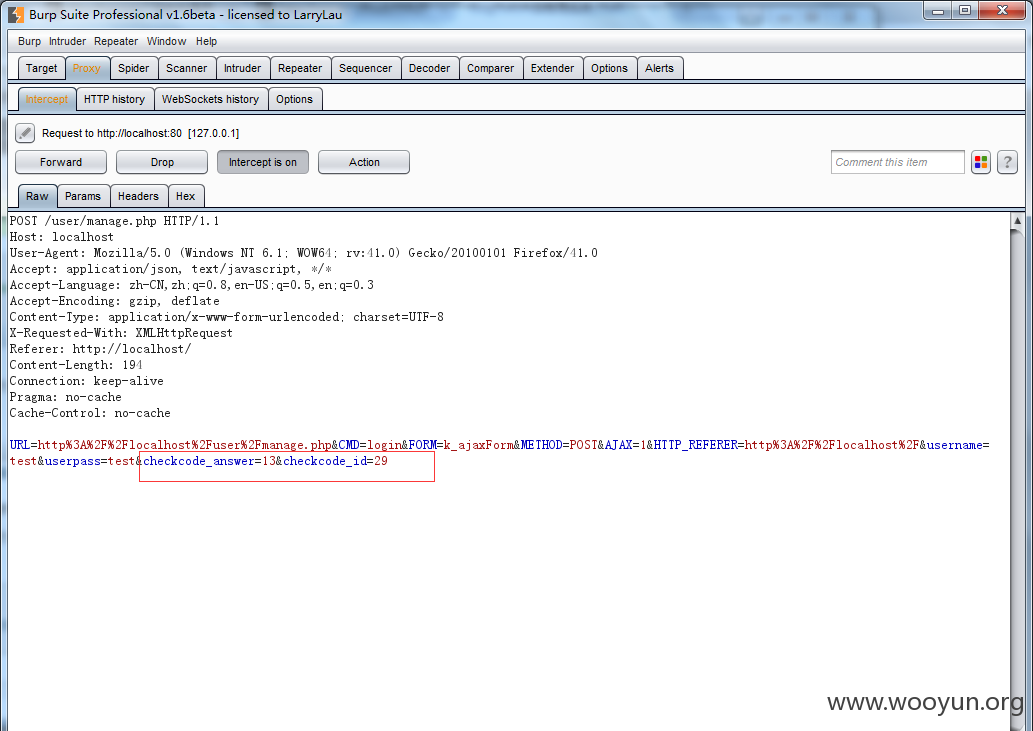 Burp Suite Professional v1.6beta - licensed to LarryLau
Burp Intruder Repeater Window Help
Target Proxy Spider Scanner Intruder Repeater Sequencer Decoder Comparer Extender Options Alerts
Intercept HTTP history WebSockets history Options
Request to http://localhost:80 [127.0.0.1]
Forward Drop Intercept is on Action Comment this item ?
Raw Params Headers Hex
POST /user/manage.php HTTP/1.1
Host: localhost
User-Agent: Mozilla/5.0 (Windows NT 6.1; WOW64; rv:41.0) Gecko/20100101 Firefox/41.0
Accept: application/json, text/javascript, */*
Accept-Language: zh-CN,zh;q=0.8,en-US;q=0.5,en;q=0.3
Accept-Encoding: gzip, deflate
Content-Type: application/x-www-form-urlencoded; charset=UTF-8
X-Requested-With: XMLHttpRequest
Referer: http://localhost/
Content-Length: 194
Connection: keep-alive
Pragma: no-cache
Cache-Control: no-cache
URL=http%3A%2F%2Flocalhost%2Fuser%2Fmanage.php&CMD=login&FORM=k_ajaxForm&METHOD=POST&AJAX=1&HTTP_REFERER=http%3A%2F%2Flocalhost%2F&username=
test&userpass=test&checkcode_answer=13&checkcode_id=29
www.wooyun.org